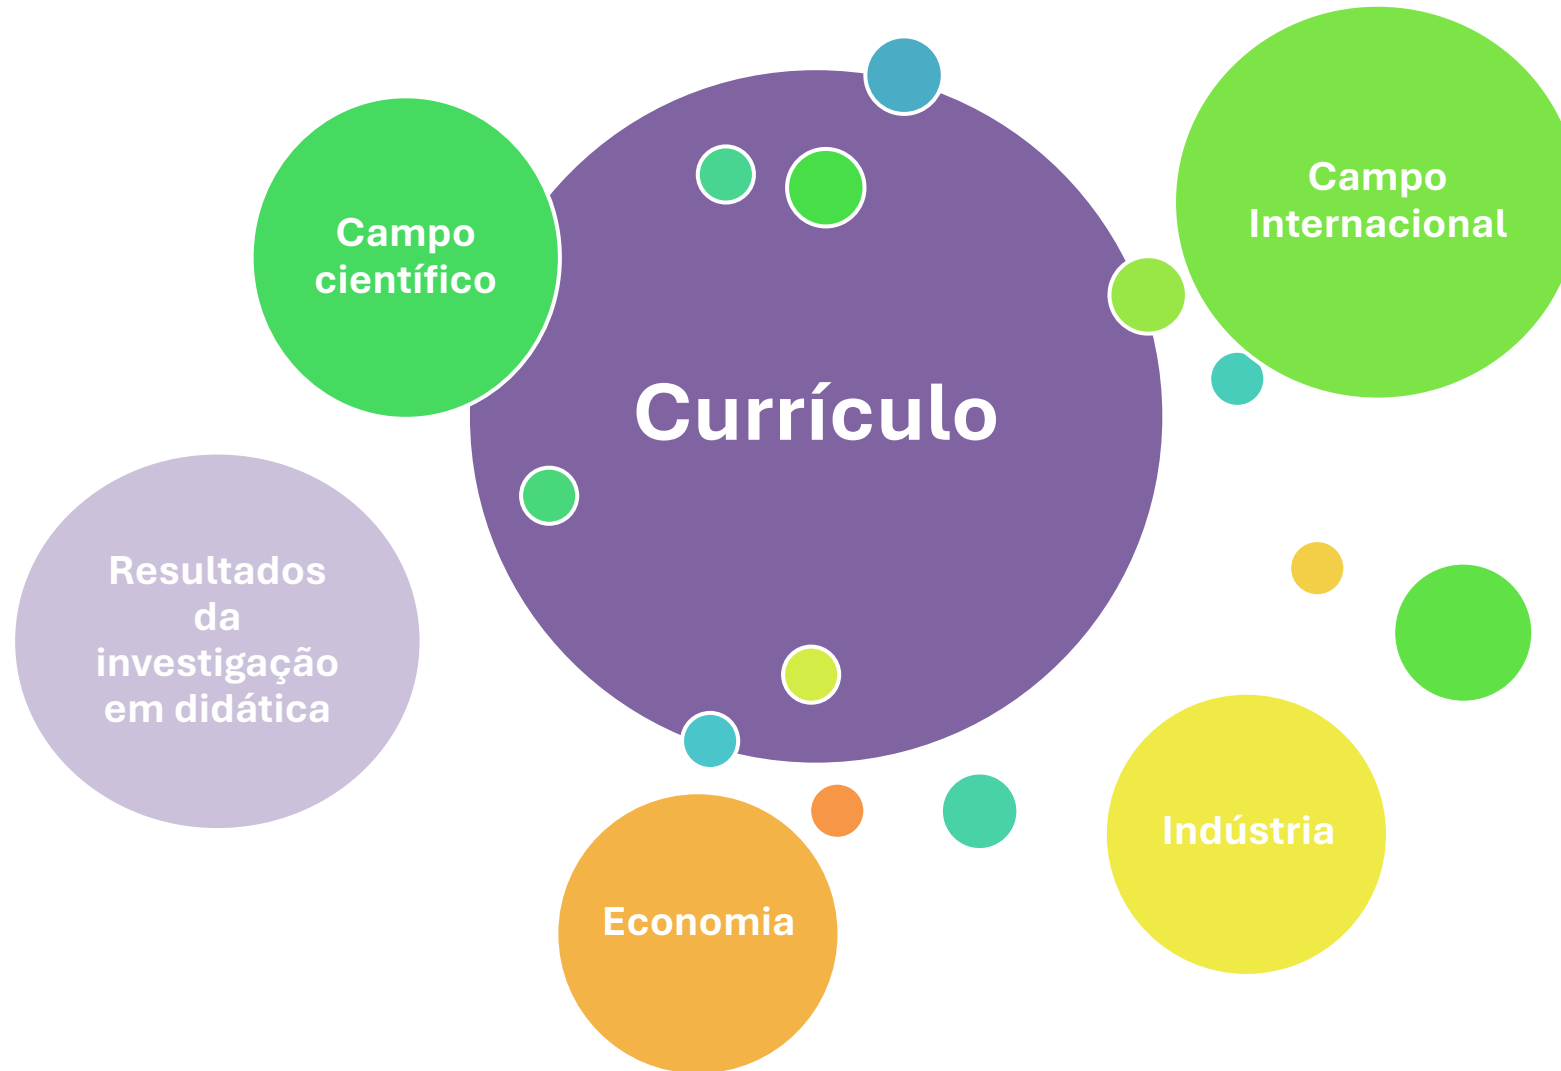 Campo
Internacional
Campo
científico
Currículo
Resultados
da
investigação
em didática
Indústria
Economia